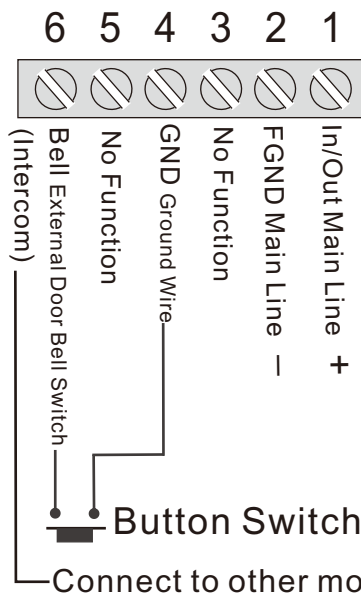 6 5 4 3 2 1
(Intercom)
Bell External Door Bell Switch
No Function
GND Ground Wire
No Function
FGND Main Line −
In/Out Main Line +
Button Switch
Connect to other